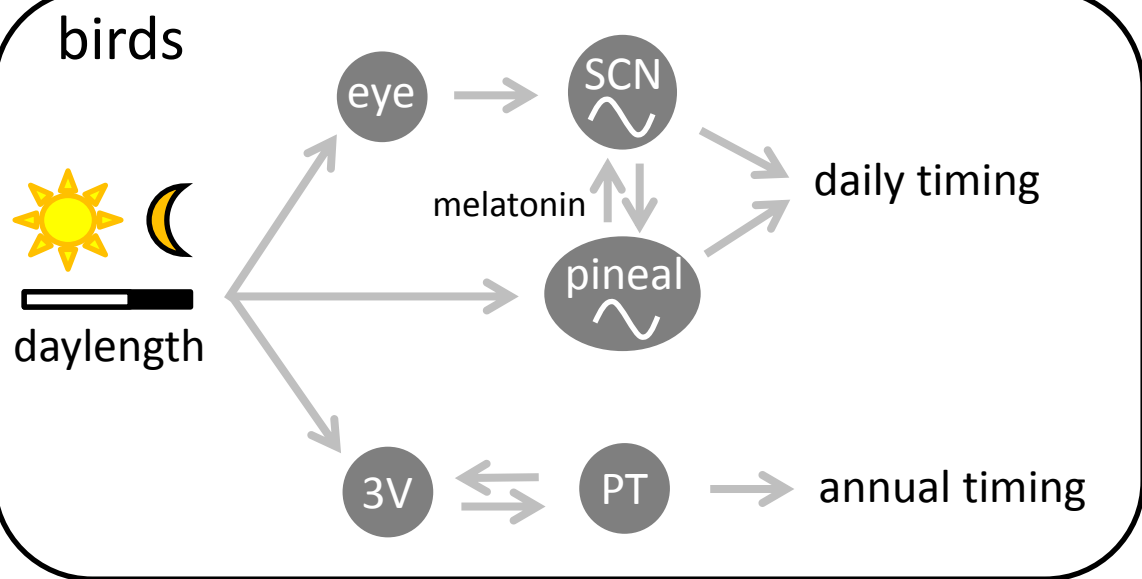 birds
eye
SCN
daily timing
melatonin
pineal
daylength
3V
PT
annual timing